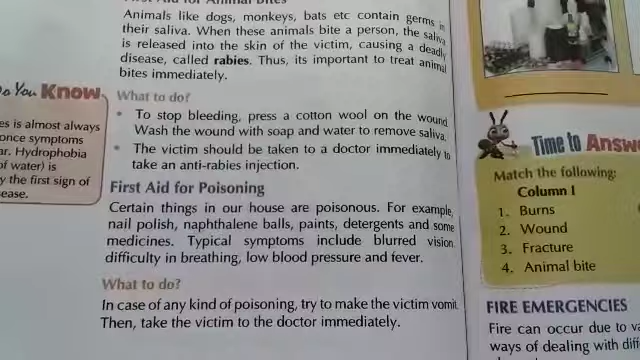 First Aid for Animal Bites
Animals like dogs, monkeys, bats etc contain germs in
their saliva. When these animals bite a person, the saliva
is released into the skin of the victim, causing a deadly
disease, called rabies. Thus, its important to treat animal
bites immediately.
What to do?
• To stop bleeding, press a cotton wool on the wound.
Wash the wound with soap and water to remove saliva.
• The victim should be taken to a doctor immediately to
take an anti-rabies injection.
First Aid for Poisoning
Certain things in our house are poisonous. For example,
nail polish, naphthalene balls, paints, detergents and some
medicines. Typical symptoms include blurred vision,
difficulty in breathing, low blood pressure and fever.
What to do?
In case of any kind of poisoning, try to make the victim vomit.
Then, take the victim to the doctor immediately.
o You Know
es is almost always
once symptoms
ar. Hydrophobia
of water) is
y the first sign of
ease.
Time to Answe
Match the following:
Column I
1. Burns
2. Wound
3. Fracture
4. Animal bite
FIRE EMERGENCIES
Fire can occur due to va
ways of dealing with diff